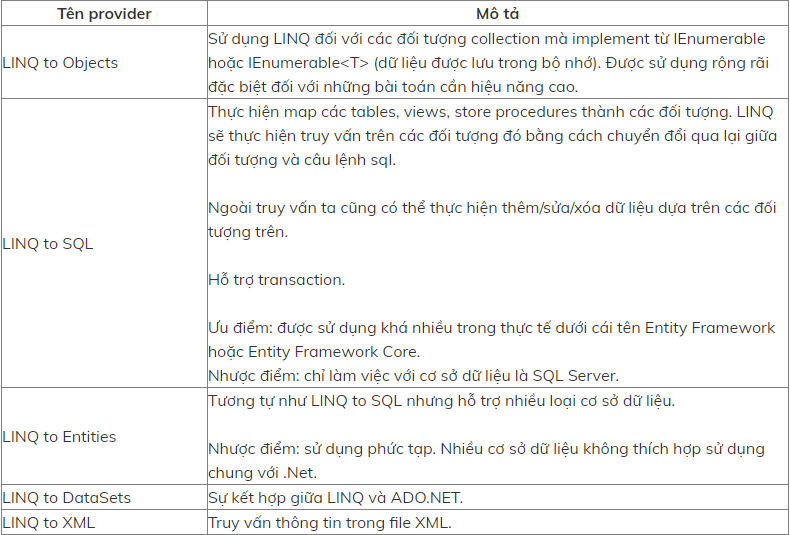 Tên provider
Mô tả
LINQ to Objects
Sử dụng LINQ đối với các đối tượng collection mà implement từ IEnumerable
hoặc IEnumerable<T> (dữ liệu được lưu trong bộ nhớ). Được sử dụng rộng rãi
đặc biệt đối với những bài toán cần hiệu năng cao.
LINQ to SQL
Thực hiện map các tables, views, store procedures thành các đối tượng. LINQ
sẽ thực hiện truy vấn trên các đối tượng đó bằng cách chuyển đổi qua lại giữa
đối tượng và câu lệnh sql.
Ngoài truy vấn ta cũng có thể thực hiện thêm/sửa/xóa dữ liệu dựa trên các đối
tượng trên.
Hỗ trợ transaction.
Ưu điểm: được sử dụng khá nhiều trong thực tế dưới cái tên Entity Framework
hoặc Entity Framework Core.
Nhược điểm: chỉ làm việc với cơ sở dữ liệu là SQL Server.
LINQ to Entities
Tương tự như LINQ to SQL nhưng hỗ trợ nhiều loại cơ sở dữ liệu.
Nhược điểm: sử dụng phức tạp. Nhiều cơ sở dữ liệu không thích hợp sử dụng
chung với .Net.
LINQ to DataSets
Sự kết hợp giữa LINQ và ADO.NET.
LINQ to XML
Truy vấn thông tin trong file XML.